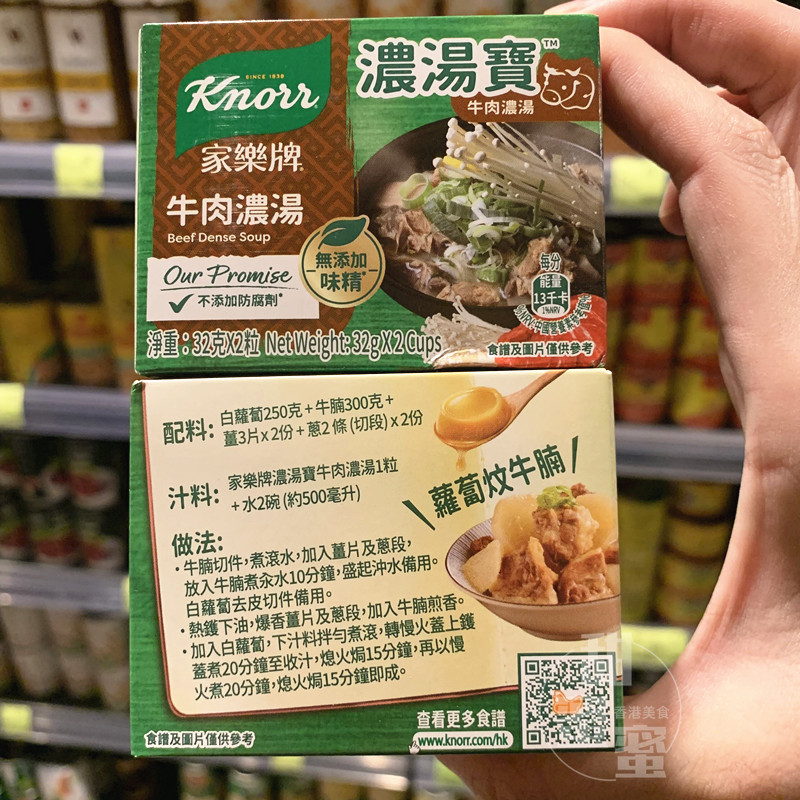 SINCE 1838
Knorr
家樂牌
濃湯寶™
牛肉濃湯
牛肉濃湯
Beef Dense Soup
Our Promise
不添加防腐劑*
無添加
味精*
每分
能量
13千卡
1%NRV
淨重：32克X2粒 Net Weight: 32g X 2 Cups
食譜及圖片僅供參考
配料: 白蘿蔔250克 + 牛腩300克 +
薑3片 x 2份 + 蔥2條 (切段) x 2份
汁料: 家樂牌濃湯寶牛肉濃湯1粒
+ 水2碗 (約500毫升)
蘿蔔炆牛腩
做法:
· 牛腩切件，煮滾水，加入薑片及蔥段，
放入牛腩煮汆水10分鐘，盛起沖水備用。
白蘿蔔去皮切件備用。
· 熱鑊下油，爆香薑片及蔥段，加入牛腩煎香。
· 加入白蘿蔔，下汁料拌勻煮滾，轉慢火蓋上鑊
蓋煮20分鐘至收汁，熄火焗15分鐘，再以慢
火煮20分鐘，熄火焗15分鐘即成。
食譜及圖片僅供參考
查看更多食譜
www.knorr.com/hk
香港美食
蜜